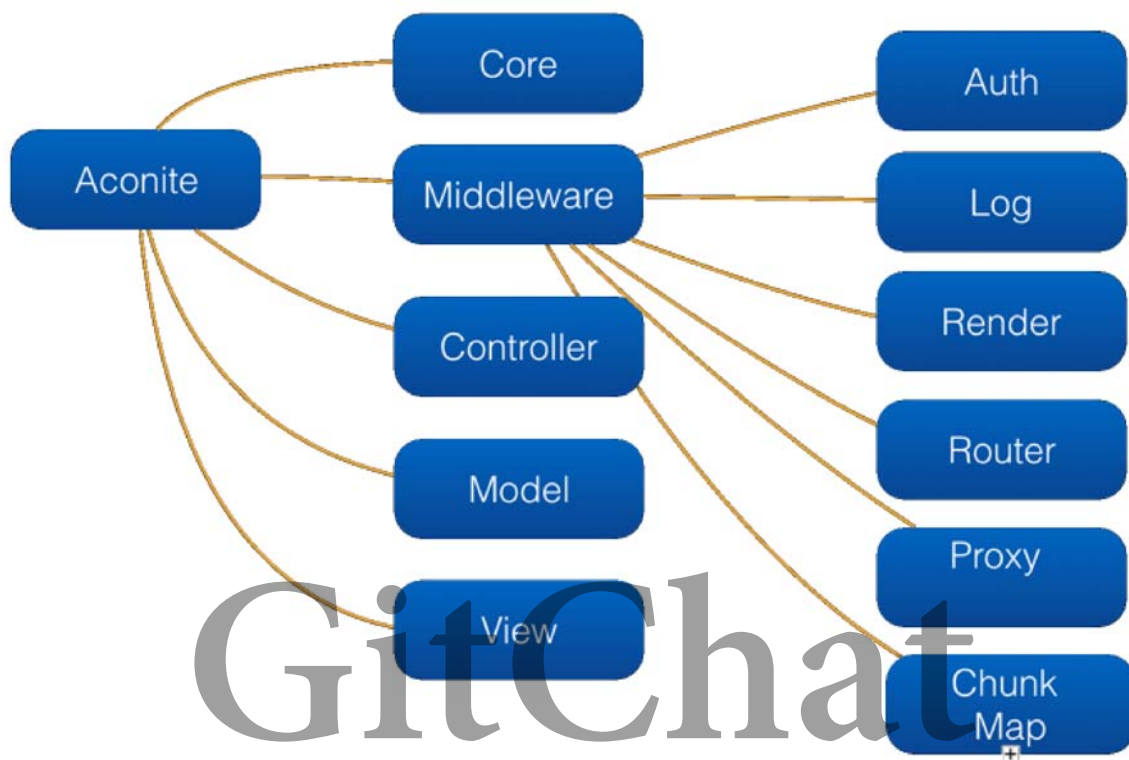 Core
Auth
Aconite
Middleware
Log
Controller
Render
Model
Router
Proxy
View
Chunk
Map
GitChat